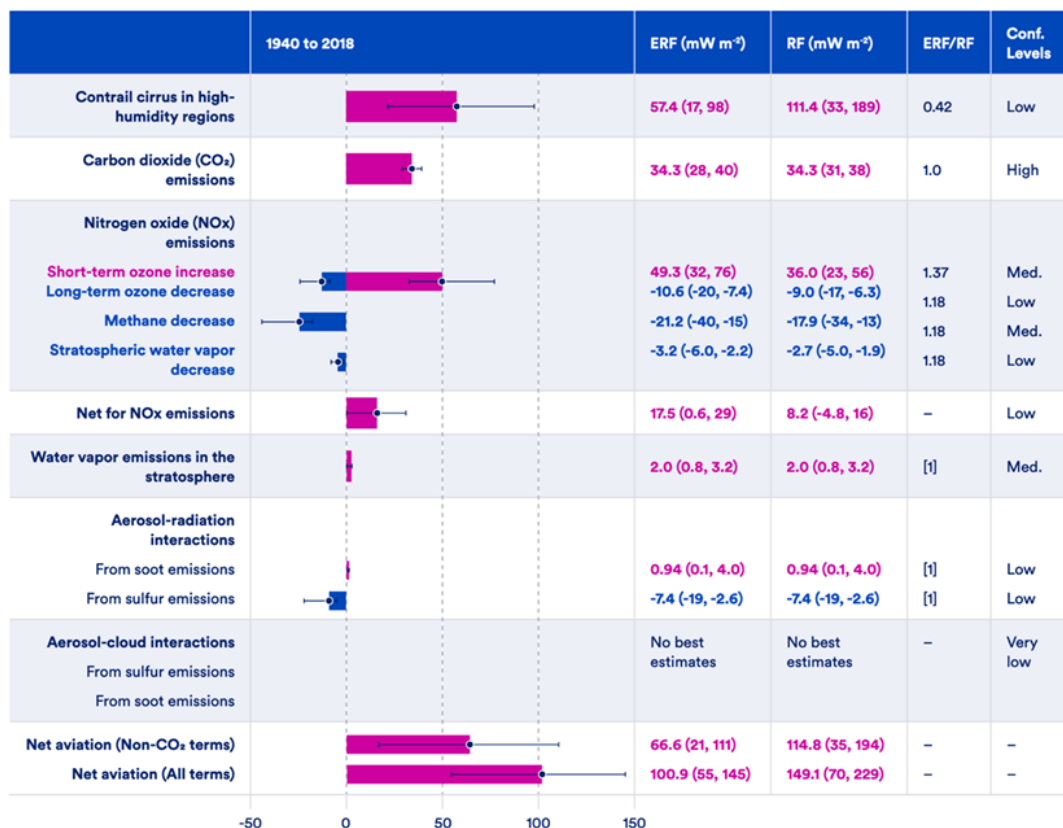 1940 to 2018 ERF (mW m⁻²) RF (mW m⁻²) ERF/RF Conf.
Levels
Contrail cirrus in high-
humidity regions 57.4 (17, 98) 111.4 (33, 189) 0.42 Low
Carbon dioxide (CO₂)
emissions 34.3 (28, 40) 34.3 (31, 38) 1.0 High
Nitrogen oxide (NOx)
emissions
Short-term ozone increase 49.3 (32, 76) 36.0 (23, 56) 1.37 Med.
Long-term ozone decrease -10.6 (-20, -7.4) -9.0 (-17, -6.3) 1.18 Low
Methane decrease -21.2 (-40, -15) -17.9 (-34, -13) 1.18 Med.
Stratospheric water vapor
decrease -3.2 (-6.0, -2.2) -2.7 (-5.0, -1.9) 1.18 Low
Net for NOx emissions 17.5 (0.6, 29) 8.2 (-4.8, 16) – Low
Water vapor emissions in the
stratosphere 2.0 (0.8, 3.2) 2.0 (0.8, 3.2) [1] Med.
Aerosol-radiation
interactions
From soot emissions 0.94 (0.1, 4.0) 0.94 (0.1, 4.0) [1] Low
From sulfur emissions -7.4 (-19, -2.6) -7.4 (-19, -2.6) [1] Low
Aerosol-cloud interactions No best No best – Very
estimates estimates low
From sulfur emissions
From soot emissions
Net aviation (Non-CO₂ terms) 66.6 (21, 111) 114.8 (35, 194) – –
Net aviation (All terms) 100.9 (55, 145) 149.1 (70, 229) – –
-50 0 50 100 150